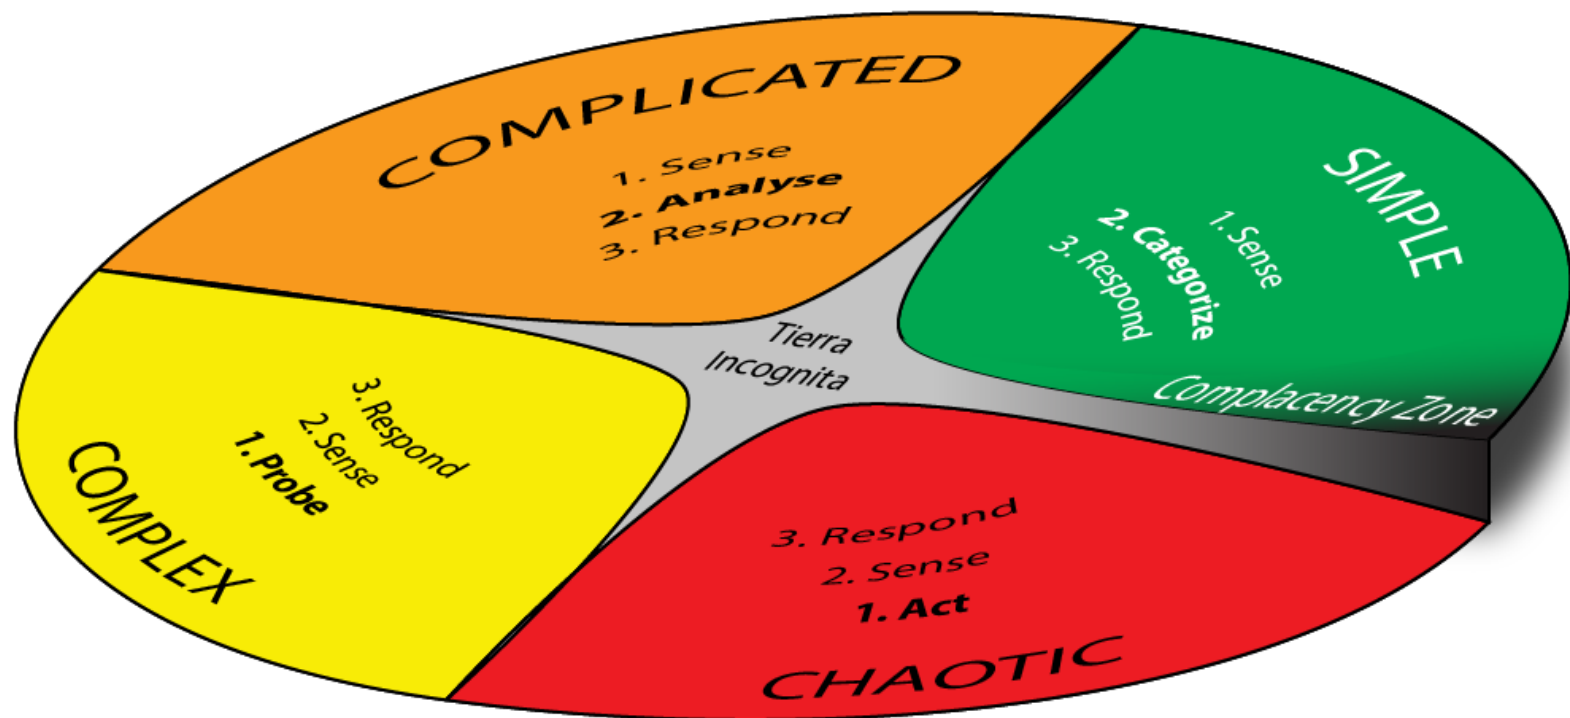 COMPLICATED
1. Sense
2. Analyse
3. Respond
SIMPLE
1. Sense
2. Categorize
3. Respond
Complacency Zone
Tierra
Incognita
3. Respond
2. Sense
1. Probe
COMPLEX
3. Respond
2. Sense
1. Act
CHAOTIC